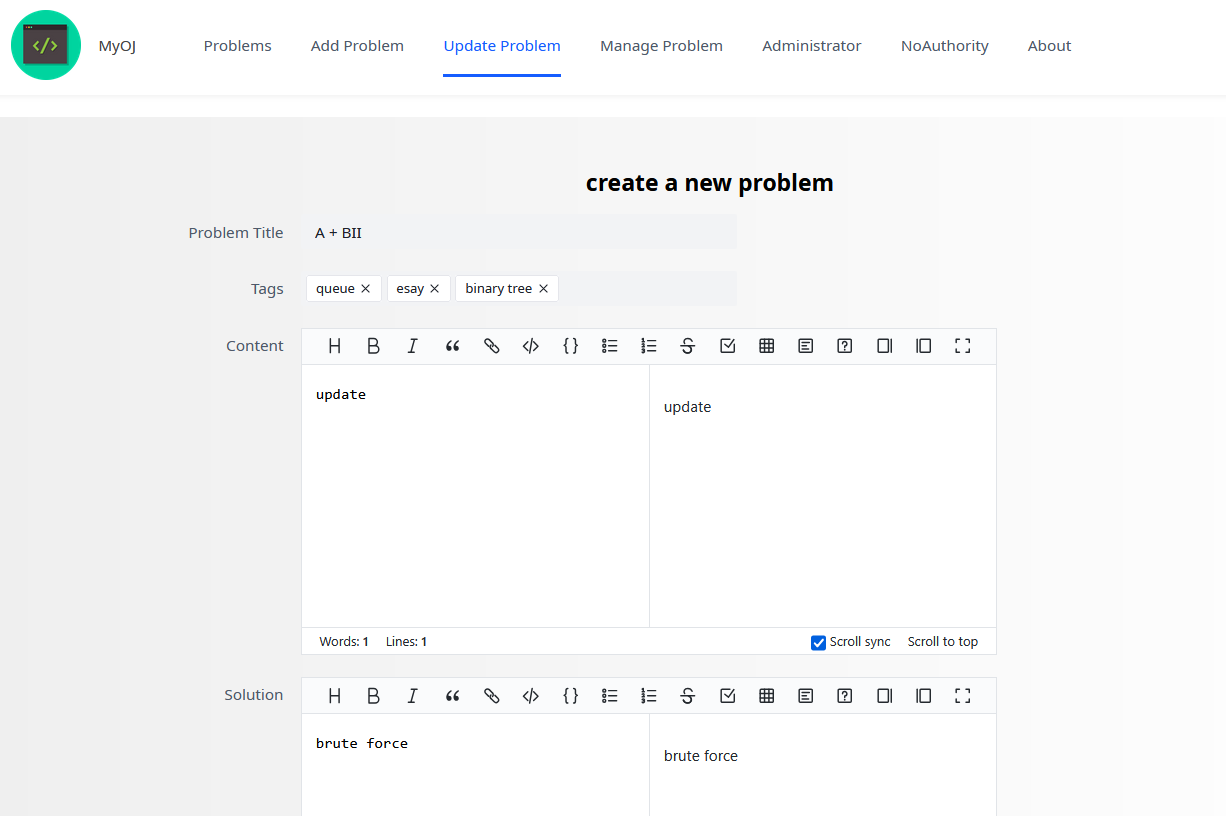 MyOJ Problems Add Problem Update Problem Manage Problem Administrator NoAuthority About
create a new problem
Problem Title A + BII
Tags queue esay binary tree
Content
update update
Words: 1 Lines: 1 Scroll sync Scroll to top
Solution
brute force brute force